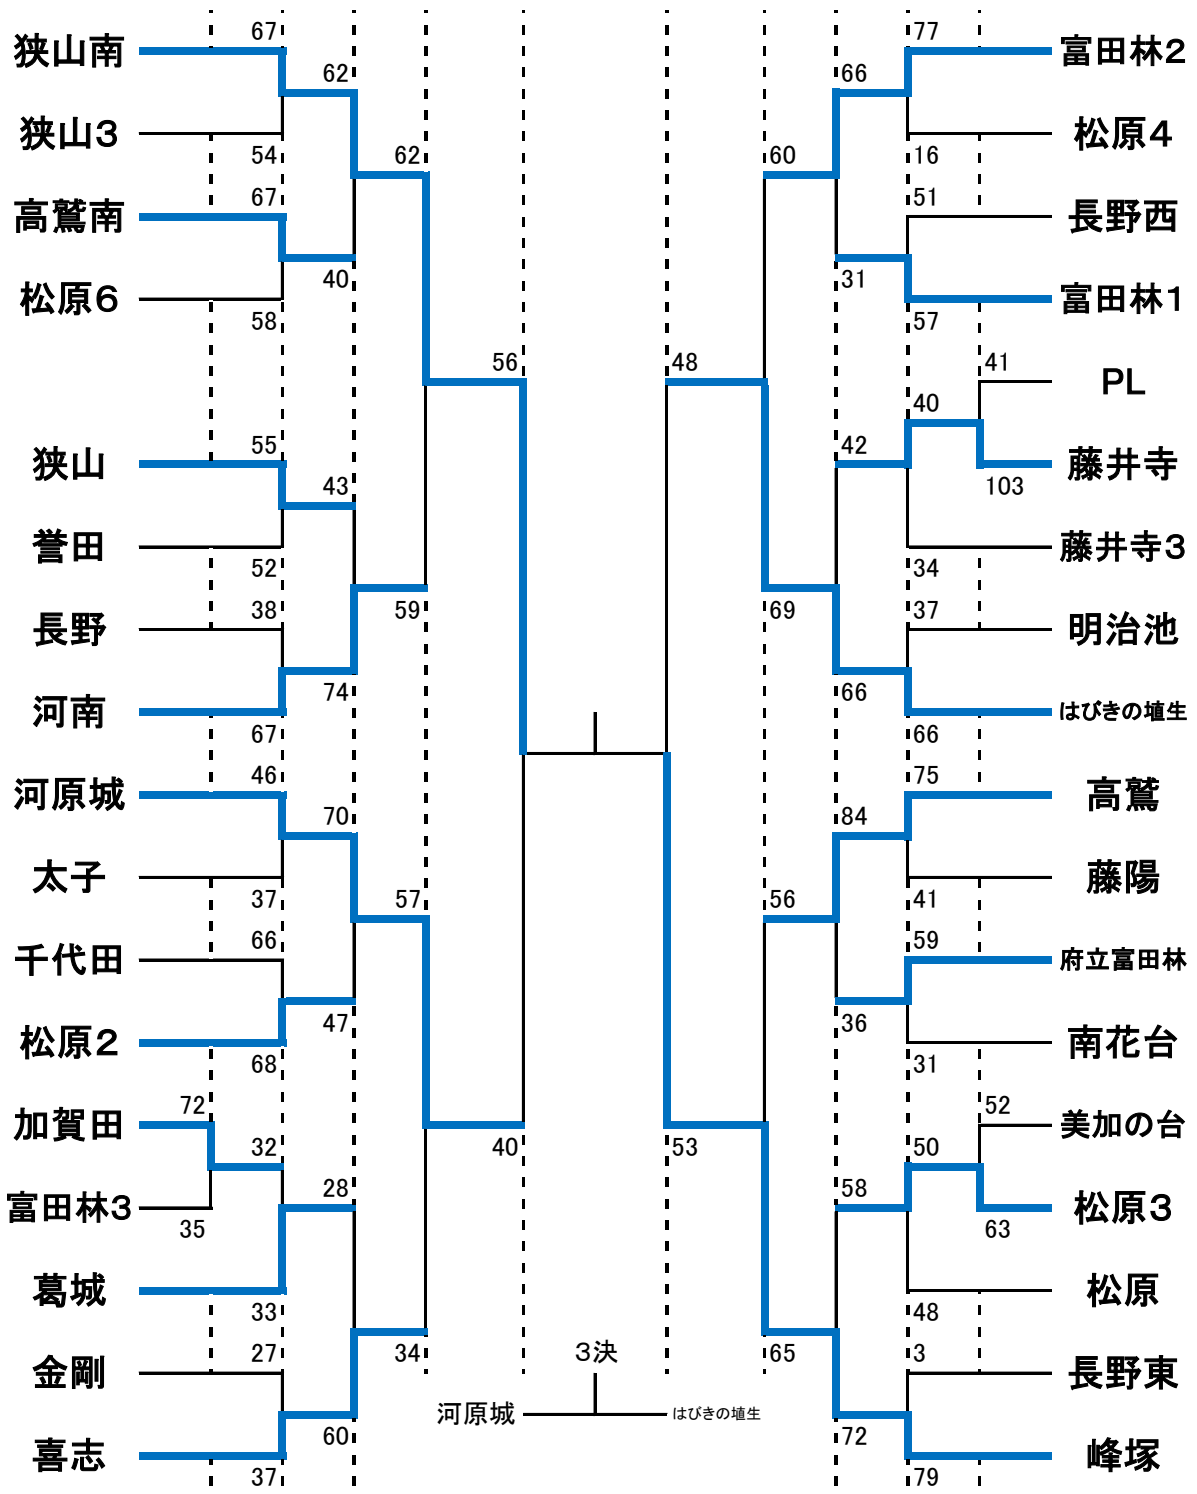 67
77
狭山南
富田林2
62
66
狭山3
松原4
54
62
60
16
67
51
高鷲南
長野西
40
31
松原6
富田林1
58
57
56
48
41
PL
40
55
42
狭山
藤井寺
43
103
誉田
藤井寺3
52
34
38
59
69
37
長野
明治池
74
66
河南
はびきの埴生
67
66
46
75
河原城
高鷲
70
84
太子
藤陽
37
57
56
41
66
59
千代田
府立富田林
47
36
松原2
南花台
68
31
72
52
加賀田
美加の台
32
40
53
50
28
58
富田林3
松原3
35
63
葛城
松原
33
48
27
34
3決
65
3
金剛
長野東
河原城
はびきの埴生
60
72
喜志
峰塚
37
79